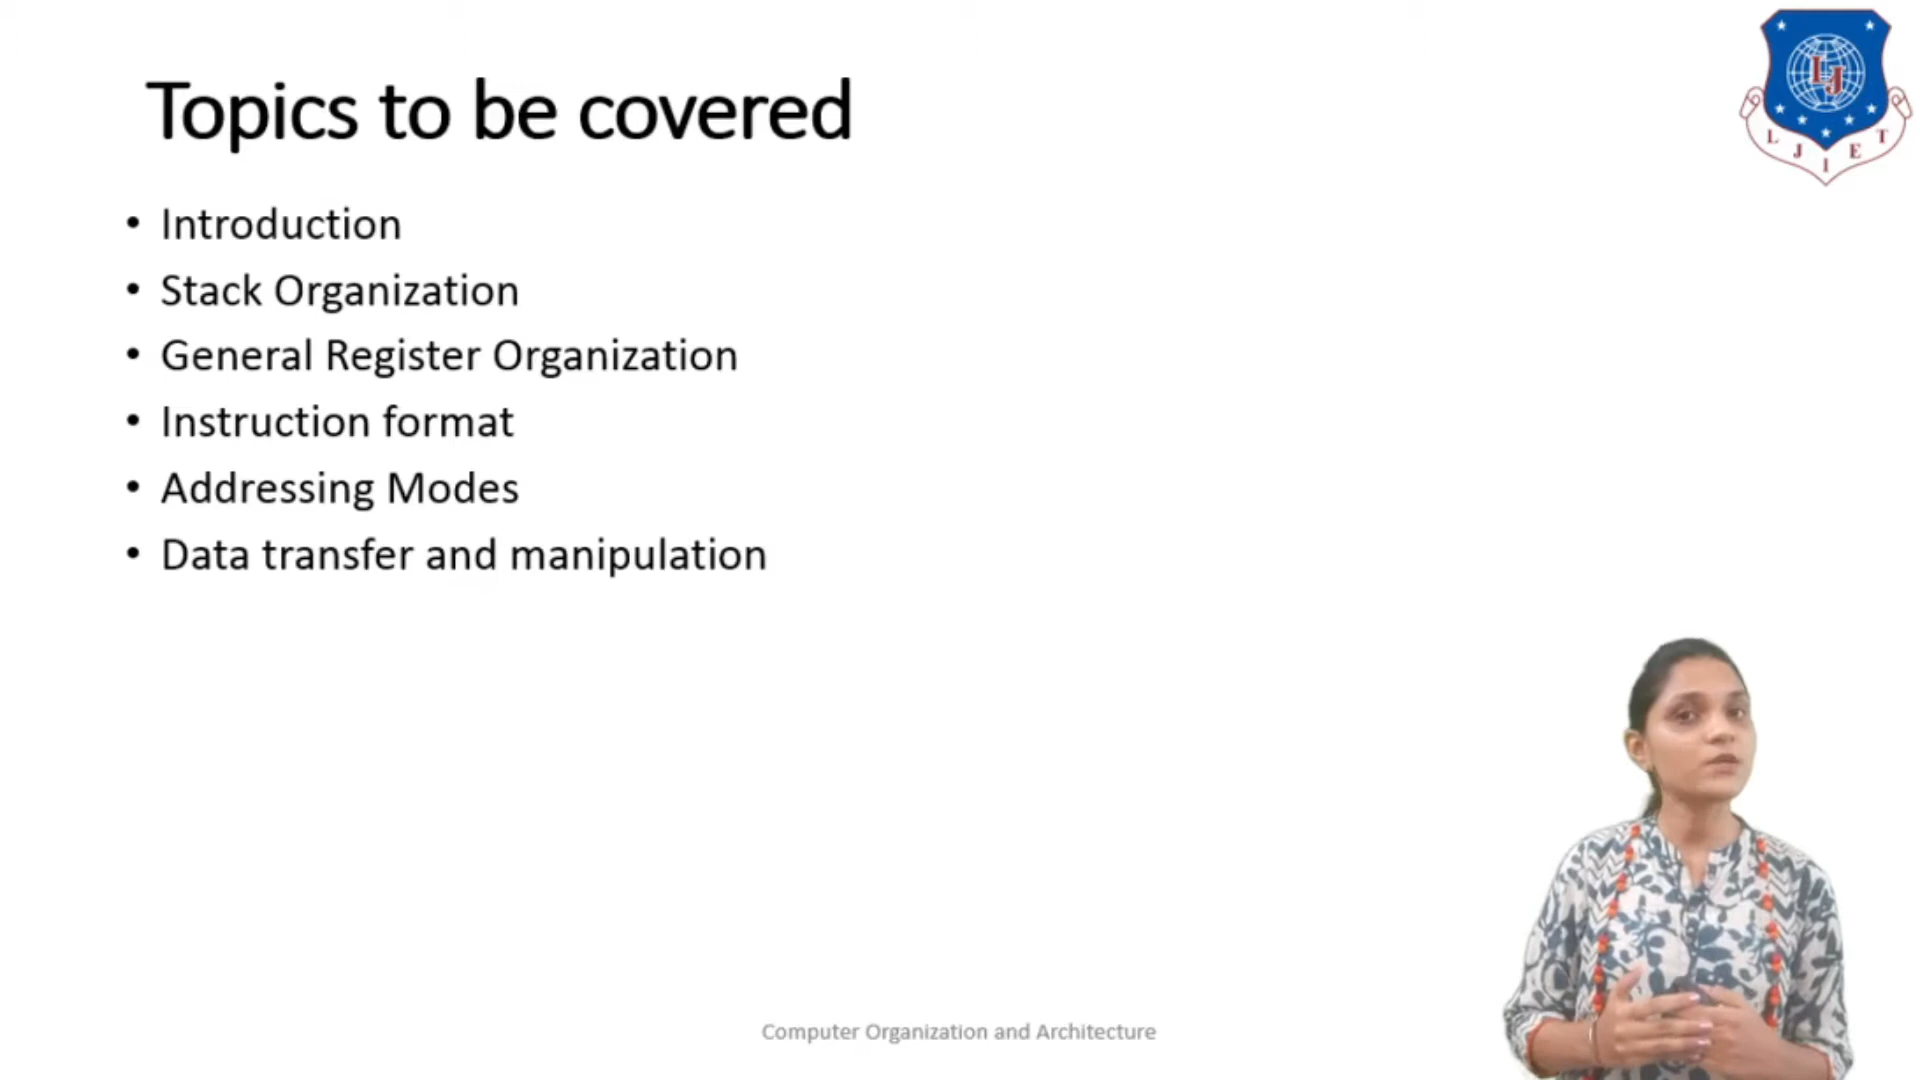 Topics to be covered
• Introduction
• Stack Organization
• General Register Organization
• Instruction format
• Addressing Modes
• Data transfer and manipulation
LJ
L J I E T
Computer Organization and Architecture